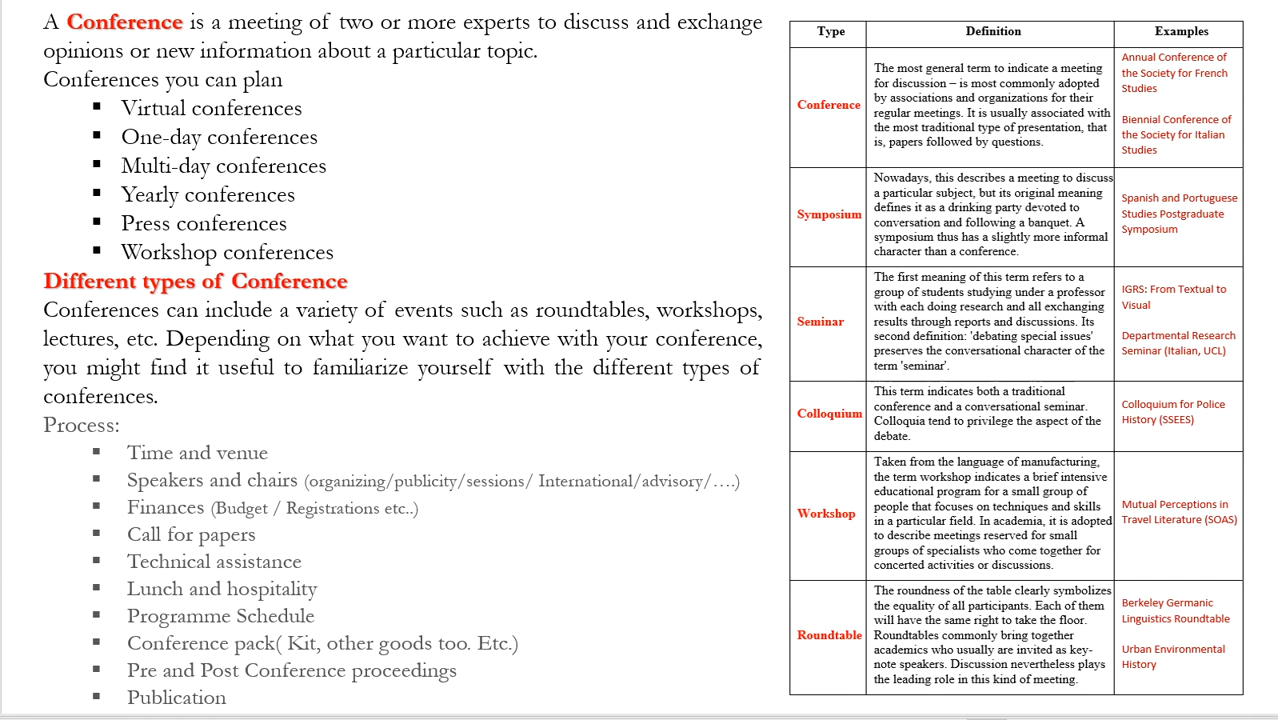 A Conference is a meeting of two or more experts to discuss and exchange
opinions or new information about a particular topic.
Conferences you can plan
▪ Virtual conferences
▪ One-day conferences
▪ Multi-day conferences
▪ Yearly conferences
▪ Press conferences
▪ Workshop conferences
Different types of Conference
Conferences can include a variety of events such as roundtables, workshops,
lectures, etc. Depending on what you want to achieve with your conference,
you might find it useful to familiarize yourself with the different types of
conferences.
Process:
▪ Time and venue
▪ Speakers and chairs (organizing/publicity/sessions/ International/advisory/….)
▪ Finances (Budget / Registrations etc..)
▪ Call for papers
▪ Technical assistance
▪ Lunch and hospitality
▪ Programme Schedule
▪ Conference pack( Kit, other goods too. Etc.)
▪ Pre and Post Conference proceedings
▪ Publication
Type Definition Examples
Conference
The most general term to indicate a meeting
for discussion – is most commonly adopted
by associations and organizations for their
regular meetings. It is usually associated with
the most traditional type of presentation, that
is, papers followed by questions.
Annual Conference of
the Society for French
Studies
Biennial Conference of
the Society for Italian
Studies
Symposium
Nowadays, this describes a meeting to discuss
a particular subject, but its original meaning
defines it as a drinking party devoted to
conversation and following a banquet. A
symposium thus has a slightly more informal
character than a conference.
Spanish and Portuguese
Studies Postgraduate
Symposium
Seminar
The first meaning of this term refers to a
group of students studying under a professor
with each doing research and all exchanging
results through reports and discussions. Its
second definition: 'debating special issues'
preserves the conversational character of the
term 'seminar'.
IGRS: From Textual to
Visual
Departmental Research
Seminar (Italian, UCL)
Colloquium
This term indicates both a traditional
conference and a conversational seminar.
Colloquia tend to privilege the aspect of the
debate.
Colloquium for Police
History (SSEES)
Workshop
Taken from the language of manufacturing,
the term workshop indicates a brief intensive
educational program for a small group of
people that focuses on techniques and skills
in a particular field. In academia, it is adopted
to describe meetings reserved for small
groups of specialists who come together for
concerted activities or discussions.
Mutual Perceptions in
Travel Literature (SOAS)
Roundtable
The roundness of the table clearly symbolizes
the equality of all participants. Each of them
will have the same right to take the floor.
Roundtables commonly bring together
academics who usually are invited as key-
note speakers. Discussion nevertheless plays
the leading role in this kind of meeting.
Berkeley Germanic
Linguistics Roundtable
Urban Environmental
History